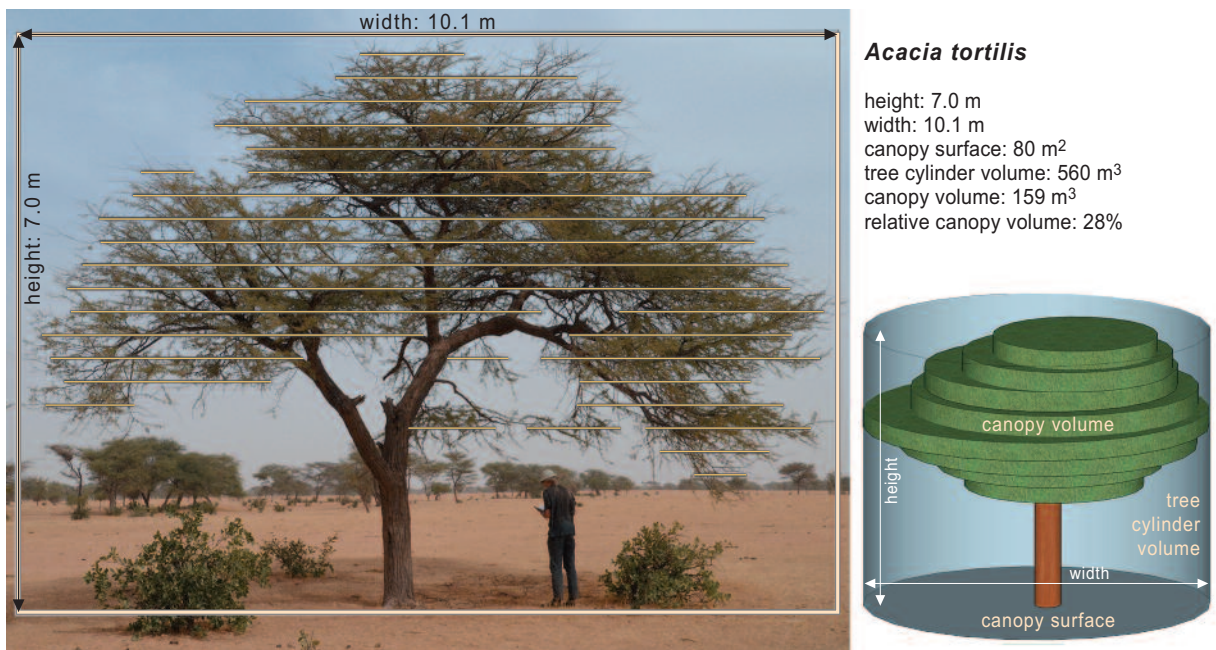 width: 10.1 m
height: 7.0 m
Acacia tortilis
height: 7.0 m
width: 10.1 m
canopy surface: 80 m²
tree cylinder volume: 560 m³
canopy volume: 159 m³
relative canopy volume: 28%
canopy volume
height
tree
cylinder
volume
width
canopy surface